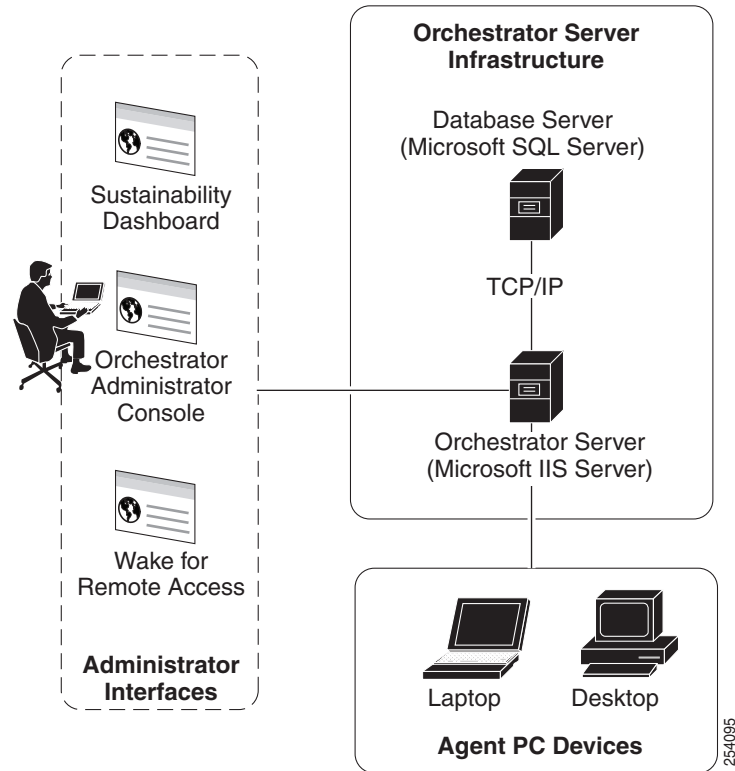 Orchestrator Server
Infrastructure
Database Server
(Microsoft SQL Server)
TCP/IP
Orchestrator Server
(Microsoft IIS Server)
Sustainability
Dashboard
Orchestrator
Administrator
Console
Wake for
Remote Access
Administrator
Interfaces
Laptop
Desktop
Agent PC Devices
254095